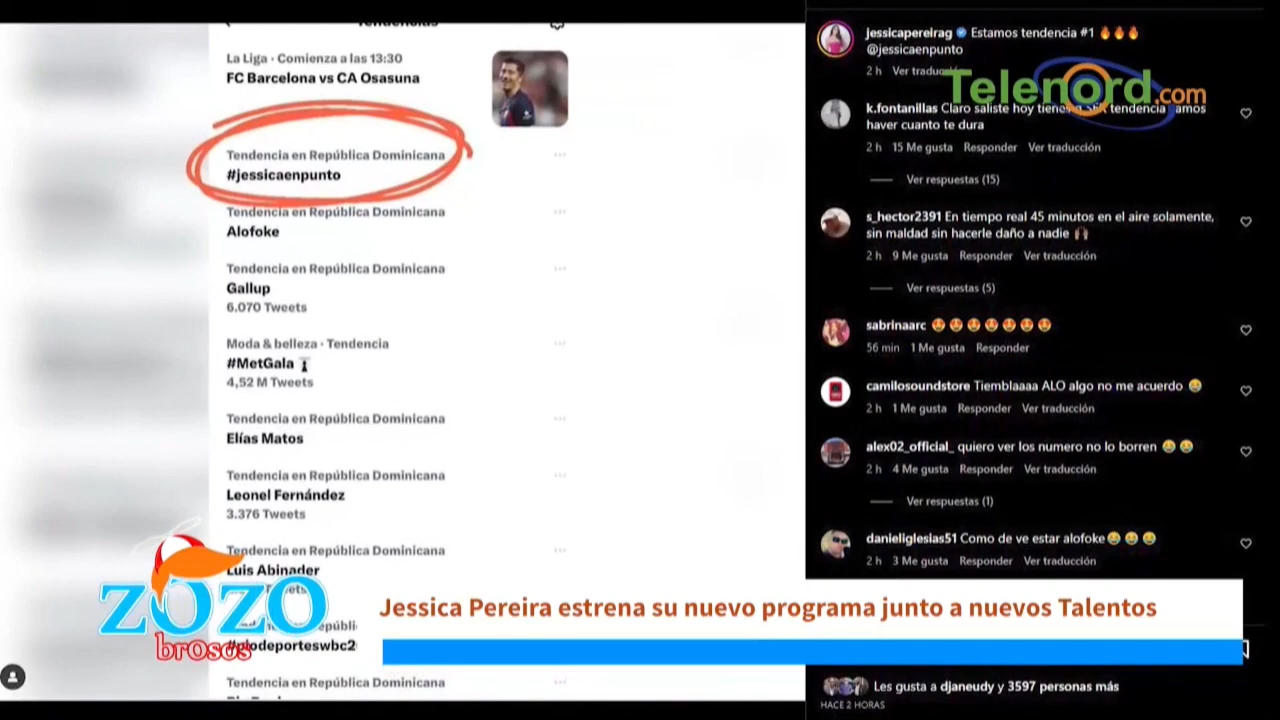 Tendencias
La Liga · Comienza a las 13:30
FC Barcelona vs CA Osasuna
Tendencia en República Dominicana
#jessicaenpunto
Tendencia en República Dominicana
Alofoke
Tendencia en República Dominicana
Gallup
6.070 Tweets
Moda & belleza · Tendencia
#MetGala
4,52 M Tweets
Tendencia en República Dominicana
Elías Matos
Tendencia en República Dominicana
Leonel Fernández
3.376 Tweets
Tendencia en República Dominicana
Luis Abinader
Tweets
ZOZO
brosos
Tendencia en República Dominicana
jessicapereirag Estamos tendencia #1 🔥🔥🔥
@jessicaenpunto
2 h Ver
Telenord.com
k.fontanillas Claro saliste hoy tienes tendencia
haver cuanto te dura
2 h 15 Me gusta Responder Ver traducción
Ver respuestas (15)
s_hector2391 En tiempo real 45 minutos en el aire solamente,
sin maldad sin hacerle daño a nadie 🙌🏾
2 h 9 Me gusta Responder Ver traducción
Ver respuestas (5)
sabrinaarc 😍😍😍😍😍😍😍
56 min 1 Me gusta Responder
camilosoundstore Tiemblaaaa ALO algo no me acuerdo 😂
2 h 1 Me gusta Responder Ver traducción
alex02_official_ quiero ver los numero no lo borren 😂😂
2 h 4 Me gusta Responder Ver traducción
Ver respuestas (1)
danieliglesias51 Como de ve estar alofoke😂😂😂
2 h 3 Me gusta Responder Ver traducción
Jessica Pereira estrena su nuevo programa junto a nuevos Talentos
Les gusta a djaneudy y 3597 personas más
HACE 2 HORAS